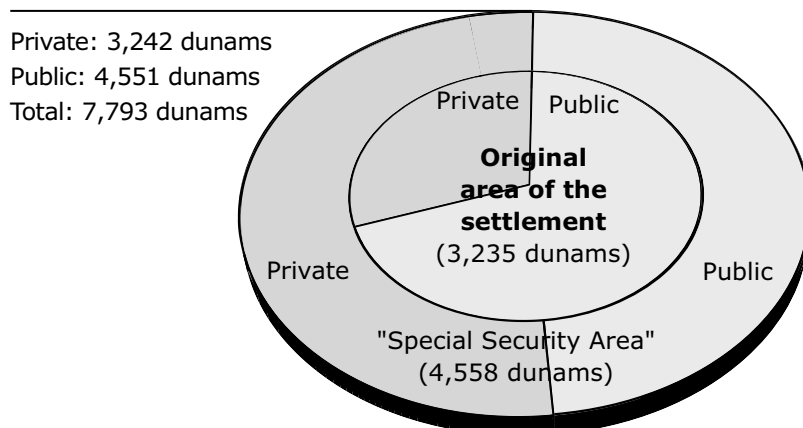 Private: 3,242 dunams
Public: 4,551 dunams
Total: 7,793 dunams
Private
Public
Original
area of the
settlement
(3,235 dunams)
Private
Public
"Special Security Area"
(4,558 dunams)